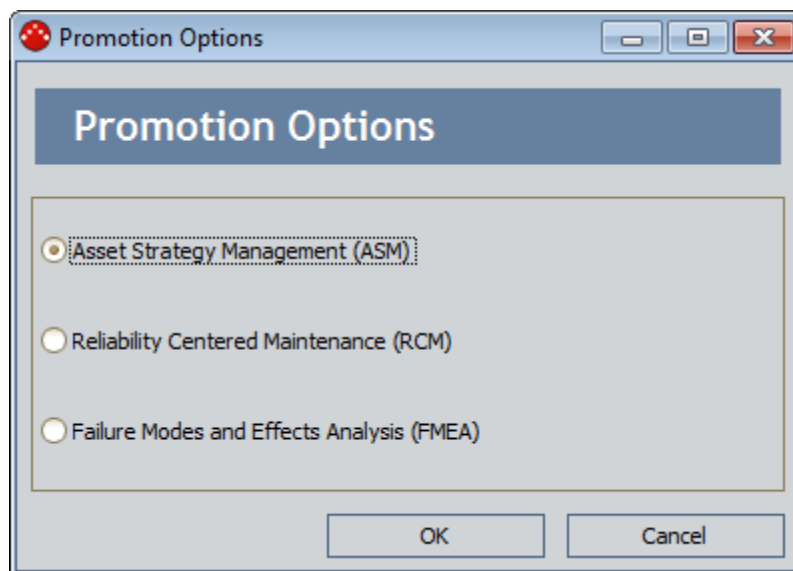 Promotion Options
Promotion Options
Asset Strategy Management (ASM)
Reliability Centered Maintenance (RCM)
Failure Modes and Effects Analysis (FMEA)
OK Cancel